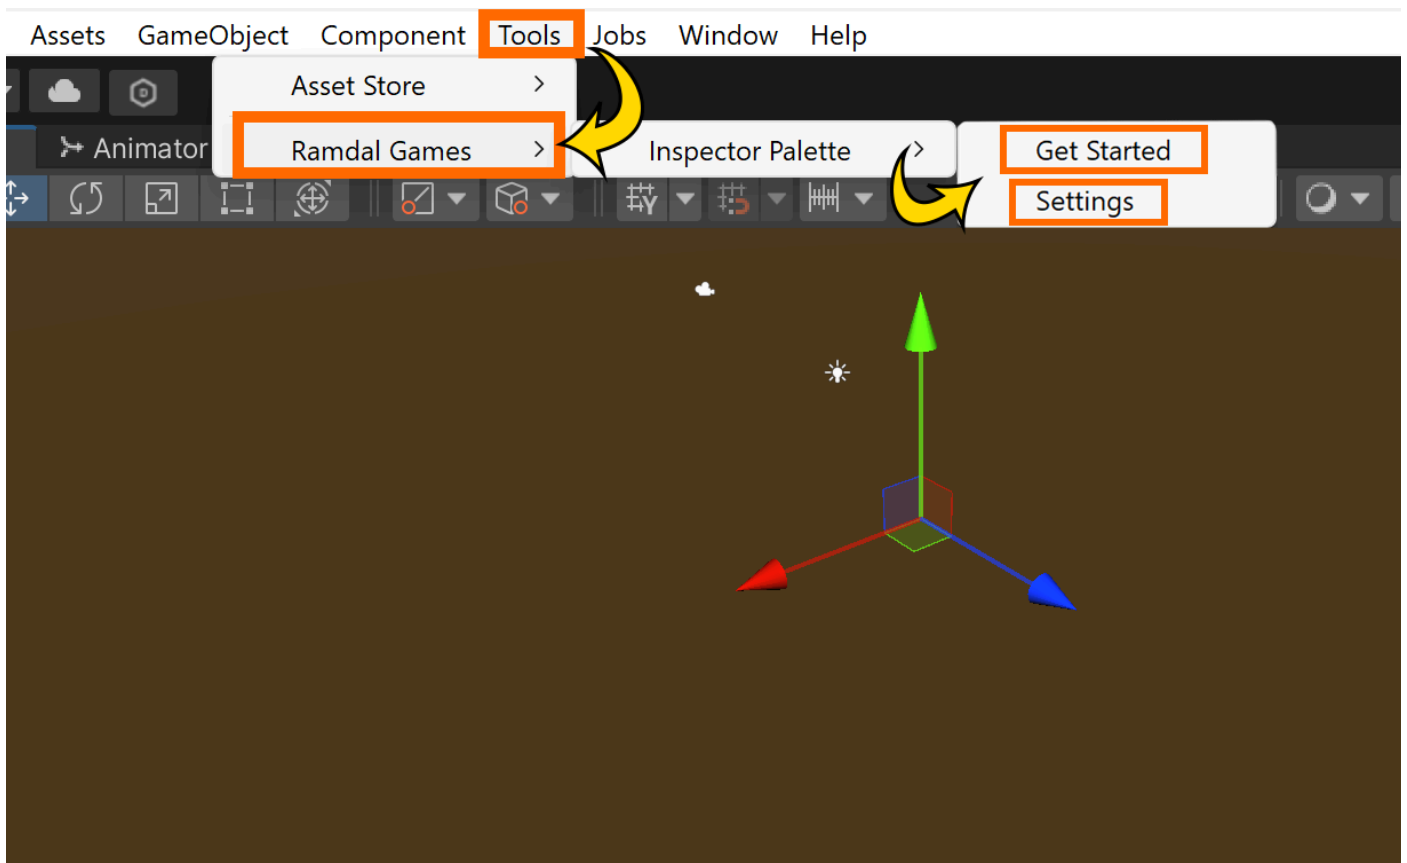 Assets GameObject Component Tools Jobs Window Help
Asset Store
Animator
Ramdal Games
Inspector Palette
Get Started
Settings